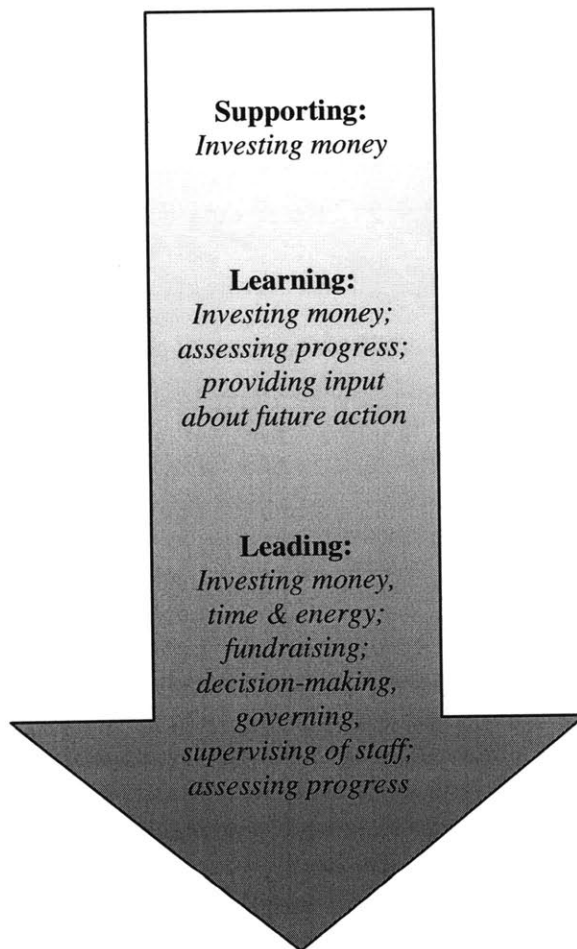 Supporting:
Investing money
Learning:
Investing money;
assessing progress;
providing input
about future action
Leading:
Investing money,
time & energy;
fundraising;
decision-making,
governing,
supervising of staff;
assessing progress